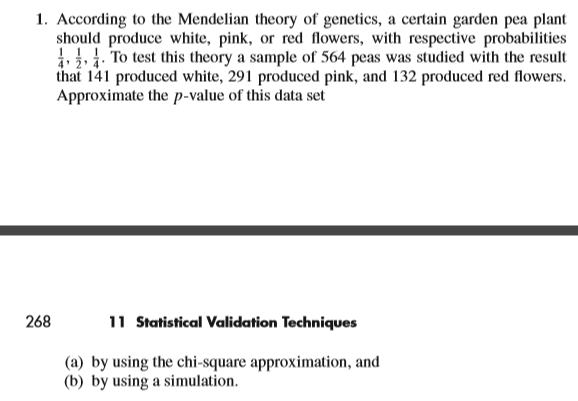 1. According to the Mendelian theory of genetics, a certain garden pea plant
should produce white, pink, or red flowers, with respective probabilities
1/4, 1/2, 1/4. To test this theory a sample of 564 peas was studied with the result
that 141 produced white, 291 produced pink, and 132 produced red flowers.
Approximate the p-value of this data set
268 11 Statistical Validation Techniques
(a) by using the chi-square approximation, and
(b) by using a simulation.